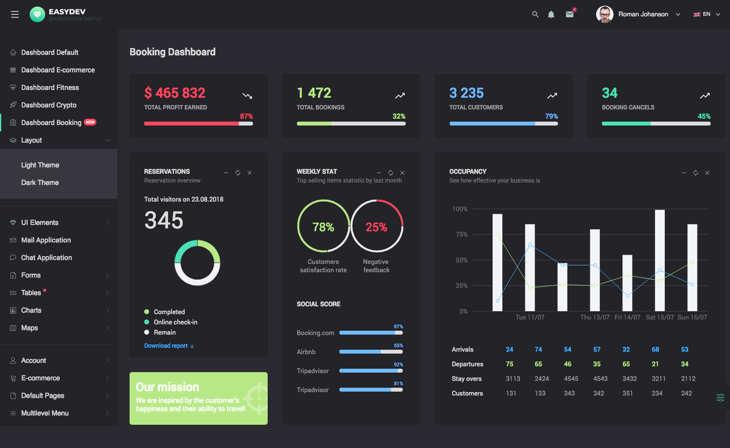 EASYDEV
professional admin
Roman Johanson
EN
Dashboard Default
Dashboard E-commerce
Dashboard Fitness
Dashboard Crypto
Dashboard Booking NEW
Layout
Light Theme
Dark Theme
UI Elements
Mail Application
Chat Application
Forms
Tables
Charts
Maps
Account
E-commerce
Default Pages
Multilevel Menu
Booking Dashboard
$ 465 832
TOTAL PROFIT EARNED
87%
1 472
TOTAL BOOKINGS
32%
3 235
TOTAL CUSTOMERS
79%
34
BOOKING CANCELS
45%
RESERVATIONS
Reservation overview
Total visitors on 23.08.2018
345
Completed
Online check-in
Remain
Download report ↓
Our mission
We are inspired by the customer's
happiness and their ability to travel!
WEEKLY STAT
Top selling items statistic by last month
78% 25%
Customers satisfaction rate
Negative feedback
SOCIAL SCORE
Booking.com 87%
Airbnb 66%
Tripadvisor 92%
Tripadvisor 81%
OCCUPANCY
See how effective your business is
100%
75%
50%
25%
0%
Tue 11/07 Thu 13/07 Fri 14/07 Sat 15/07 Sun 16/07
Arrivals 24 74 54 57 32 68 53
Departures 75 65 46 35 65 21 34
Stay overs 3113 2424 4545 4543 3432 3211 2112
Customers 131 133 343 342 351 234 242